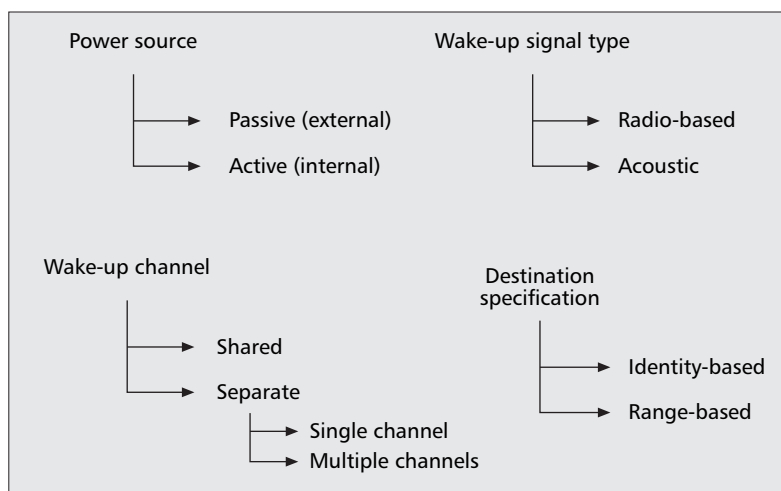 Power source
Passive (external)
Active (internal)
Wake-up signal type
Radio-based
Acoustic
Wake-up channel
Shared
Separate
Single channel
Multiple channels
Destination
specification
Identity-based
Range-based